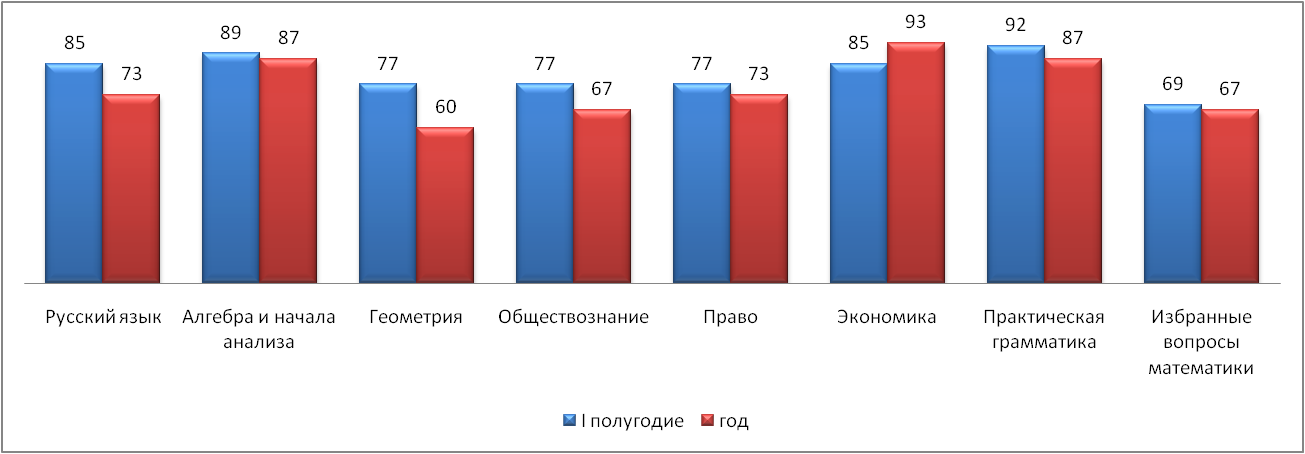 85
73
89
87
77
60
77
67
77
73
85
93
92
87
69
67
Русский язык
Алгебра и начала
анализа
Геометрия
Обществознание
Право
Экономика
Практическая
грамматика
Избранные
вопросы
математики
I полугодие
год